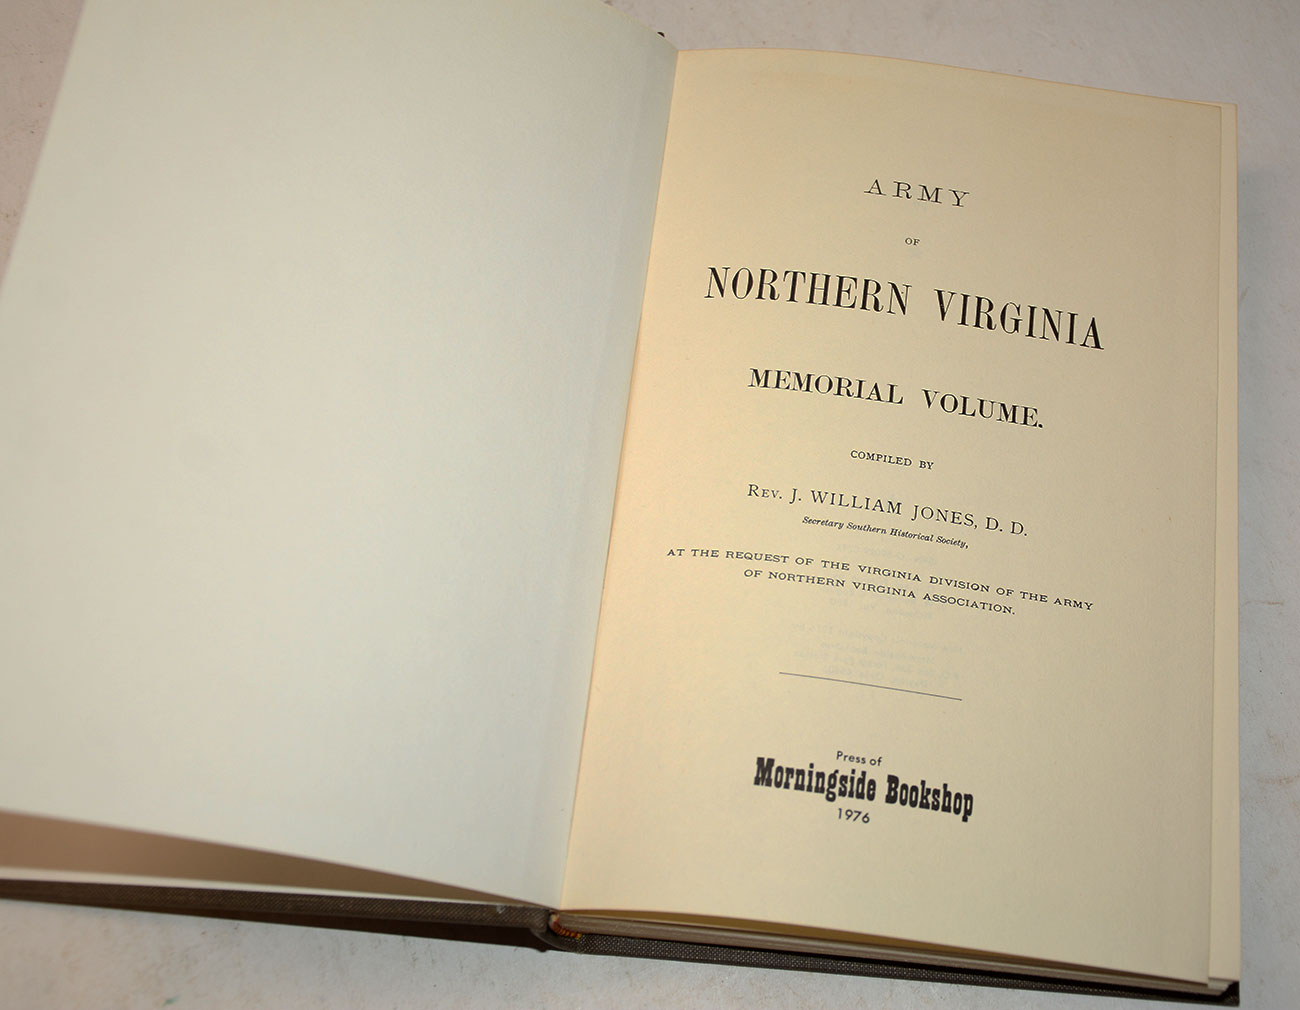 ARMY
OF
NORTHERN VIRGINIA
MEMORIAL VOLUME.
COMPILED BY
REV. J. WILLIAM JONES, D. D.
Secretary Southern Historical Society,
AT THE REQUEST OF THE VIRGINIA DIVISION OF THE ARMY
OF NORTHERN VIRGINIA ASSOCIATION.
Press of
Morningside Bookshop
1976